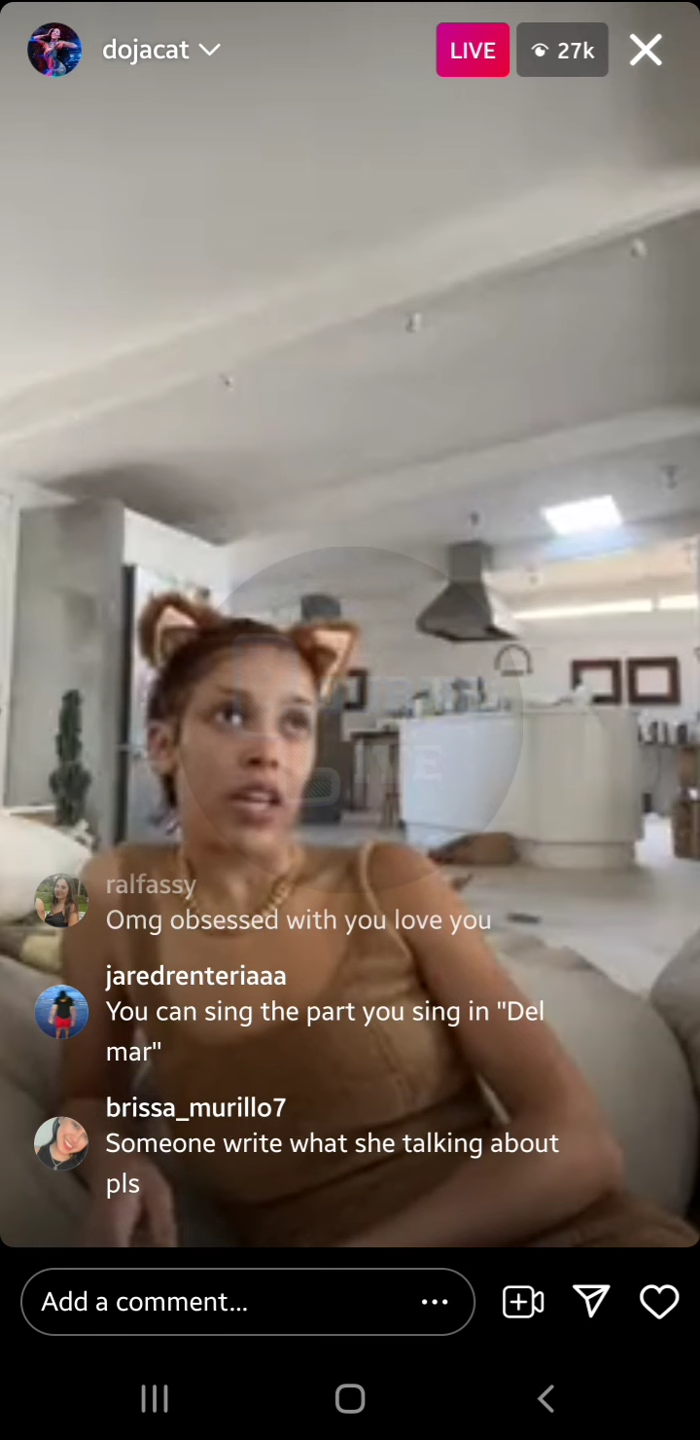 dojacat
LIVE
27k
ralfassy
Omg obsessed with you love you
jaredrenteriaaa
You can sing the part you sing in "Del
mar"
brissa_murillo7
Someone write what she talking about
pls
Add a comment...